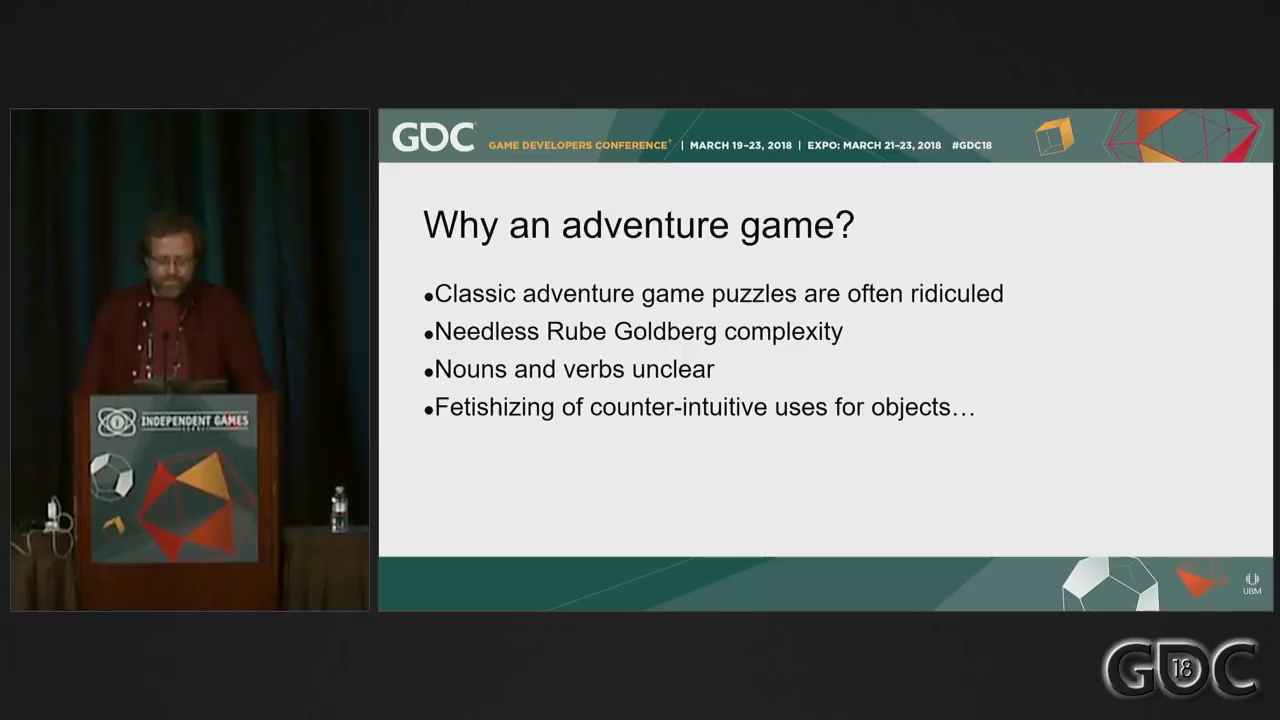 GDC GAME DEVELOPERS CONFERENCE® | MARCH 19–23, 2018 | EXPO: MARCH 21–23, 2018 #GDC18
Why an adventure game?
●Classic adventure game puzzles are often ridiculed
●Needless Rube Goldberg complexity
●Nouns and verbs unclear
●Fetishizing of counter-intuitive uses for objects…
INDEPENDENT GAMES
UBM
GDC 18